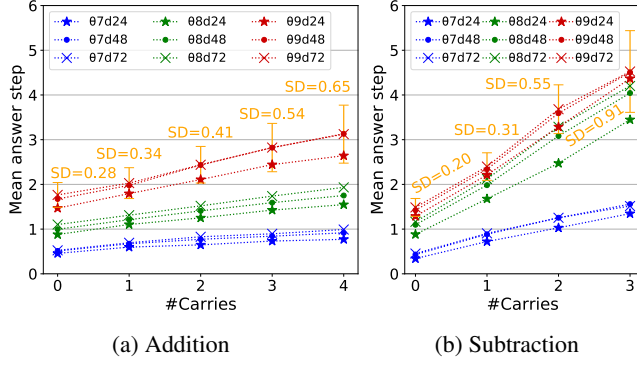 6
5
4
3
2
1
0
Mean answer step
θ7d24 θ8d24 θ9d24
θ7d48 θ8d48 θ9d48
θ7d72 θ8d72 θ9d72
SD=0.28
SD=0.34
SD=0.41
SD=0.54
SD=0.65
0 1 2 3 4
#Carries
(a) Addition
6
5
4
3
2
1
0
Mean answer step
θ7d24 θ8d24 θ9d24
θ7d48 θ8d48 θ9d48
θ7d72 θ8d72 θ9d72
SD=0.20
SD=0.31
SD=0.55
SD=0.91
0 1 2 3
#Carries
(b) Subtraction